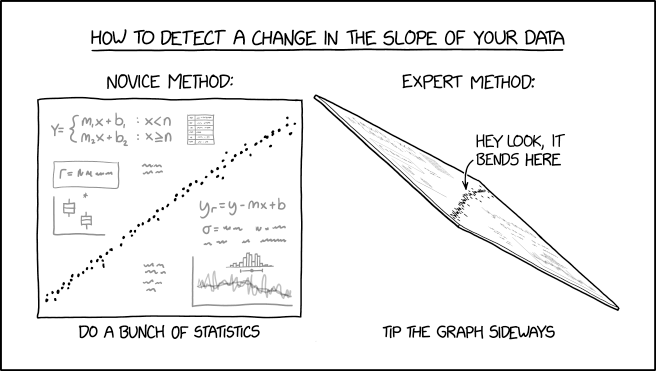 HOW TO DETECT A CHANGE IN THE SLOPE OF YOUR DATA
NOVICE METHOD:
Y= { m₁x + b₁ : x<n
m₂x + b₂ : x≥n
r =
*
yᵣ = y - mx + b
σ =
DO A BUNCH OF STATISTICS
EXPERT METHOD:
HEY LOOK, IT
BENDS HERE
TIP THE GRAPH SIDEWAYS